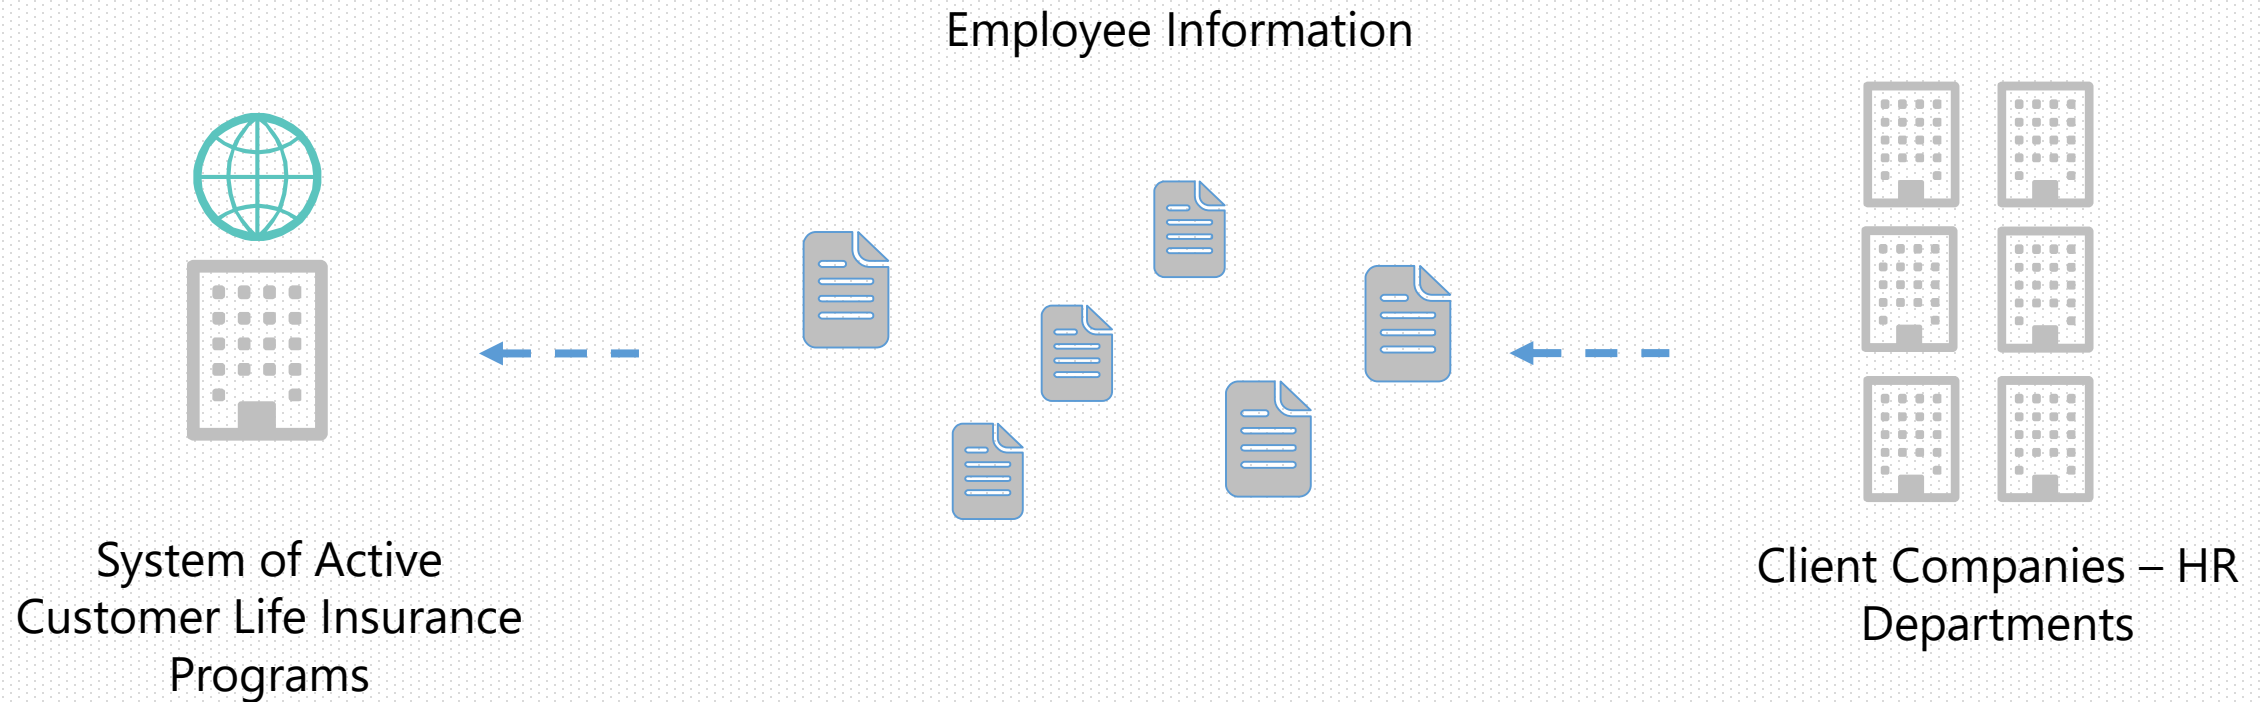 Employee Information
System of Active
Customer Life Insurance
Programs
Client Companies – HR
Departments